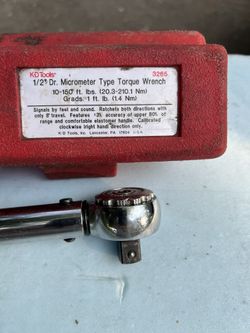 K-D Tools 3265
1/2" Dr. Micrometer Type Torque Wrench
10-150 ft. lbs. (20.3-210.1 Nm)
Grads: 1 ft. lb. (1.4 Nm)
Signals by feel and sound. Ratchets both directions with
only 8° travel. Features accuracy of upper 80% of
range and comfortable elastomer handle. Calibrated
clockwise (right hand) direction only.
K-D Tools, Inc., Lancaster, PA. 17604 U.S.A.